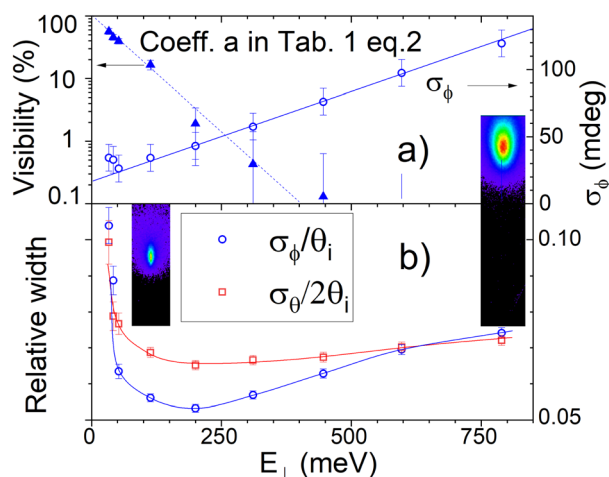 Coeff. a in Tab. 1 eq.2
Visibility (%)
100
10
1
0.1
σϕ
a)
150
100
50
0
σϕ (mdeg)
Relative width
σϕ/θi
σθ/2θi
b)
0.10
0.05
0 250 500 750
E⊥ (meV)